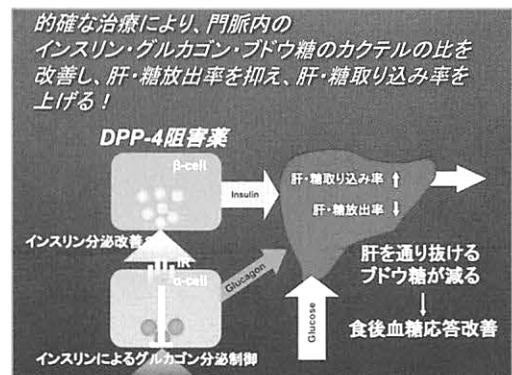 的確な治療により、門脈内の
インスリン・グルカゴン・ブドウ糖のカクテルの比を
改善し、肝・糖放出率を抑え、肝・糖取り込み率を
上げる！
DPP-4阻害薬
β-cell
Insulin
肝・糖取り込み率 ↑
肝・糖放出率 ↓
インスリン分泌改善
IR
α-cell
Glucagon
Glucose
肝を通り抜ける
ブドウ糖が減る
↓
食後血糖応答改善
インスリンによるグルカゴン分泌制御